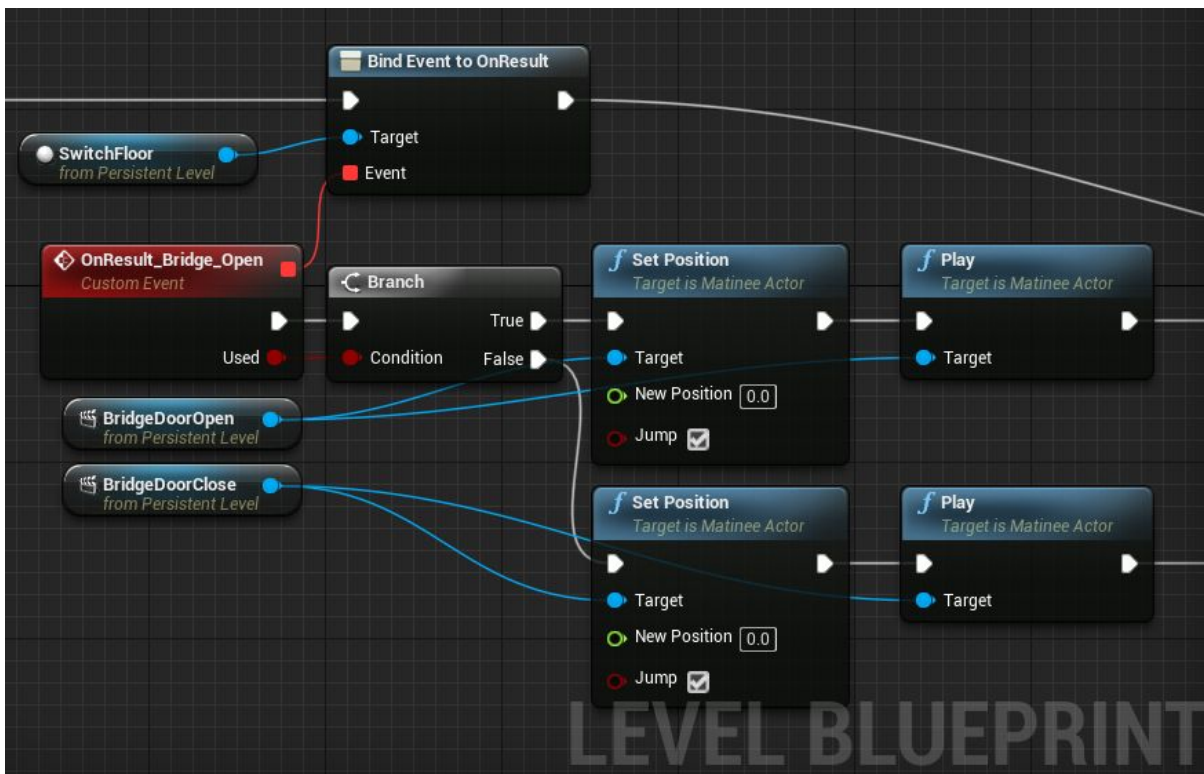 Bind Event to OnResult
Target
Event
SwitchFloor
from Persistent Level
OnResult_Bridge_Open
Custom Event
Used
Branch
True
Condition
False
Set Position
Target is Matinee Actor
Target
New Position 0.0
Jump
Play
Target is Matinee Actor
Target
BridgeDoorOpen
from Persistent Level
BridgeDoorClose
from Persistent Level
Set Position
Target is Matinee Actor
Target
New Position 0.0
Jump
Play
Target is Matinee Actor
Target
LEVEL BLUEPRINT